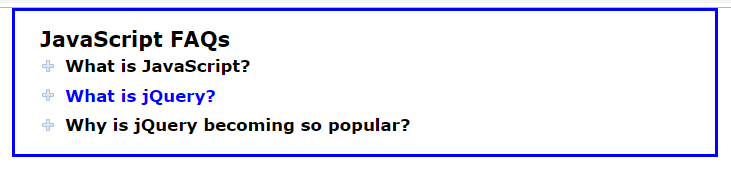 JavaScript FAQs
What is JavaScript?
What is jQuery?
Why is jQuery becoming so popular?